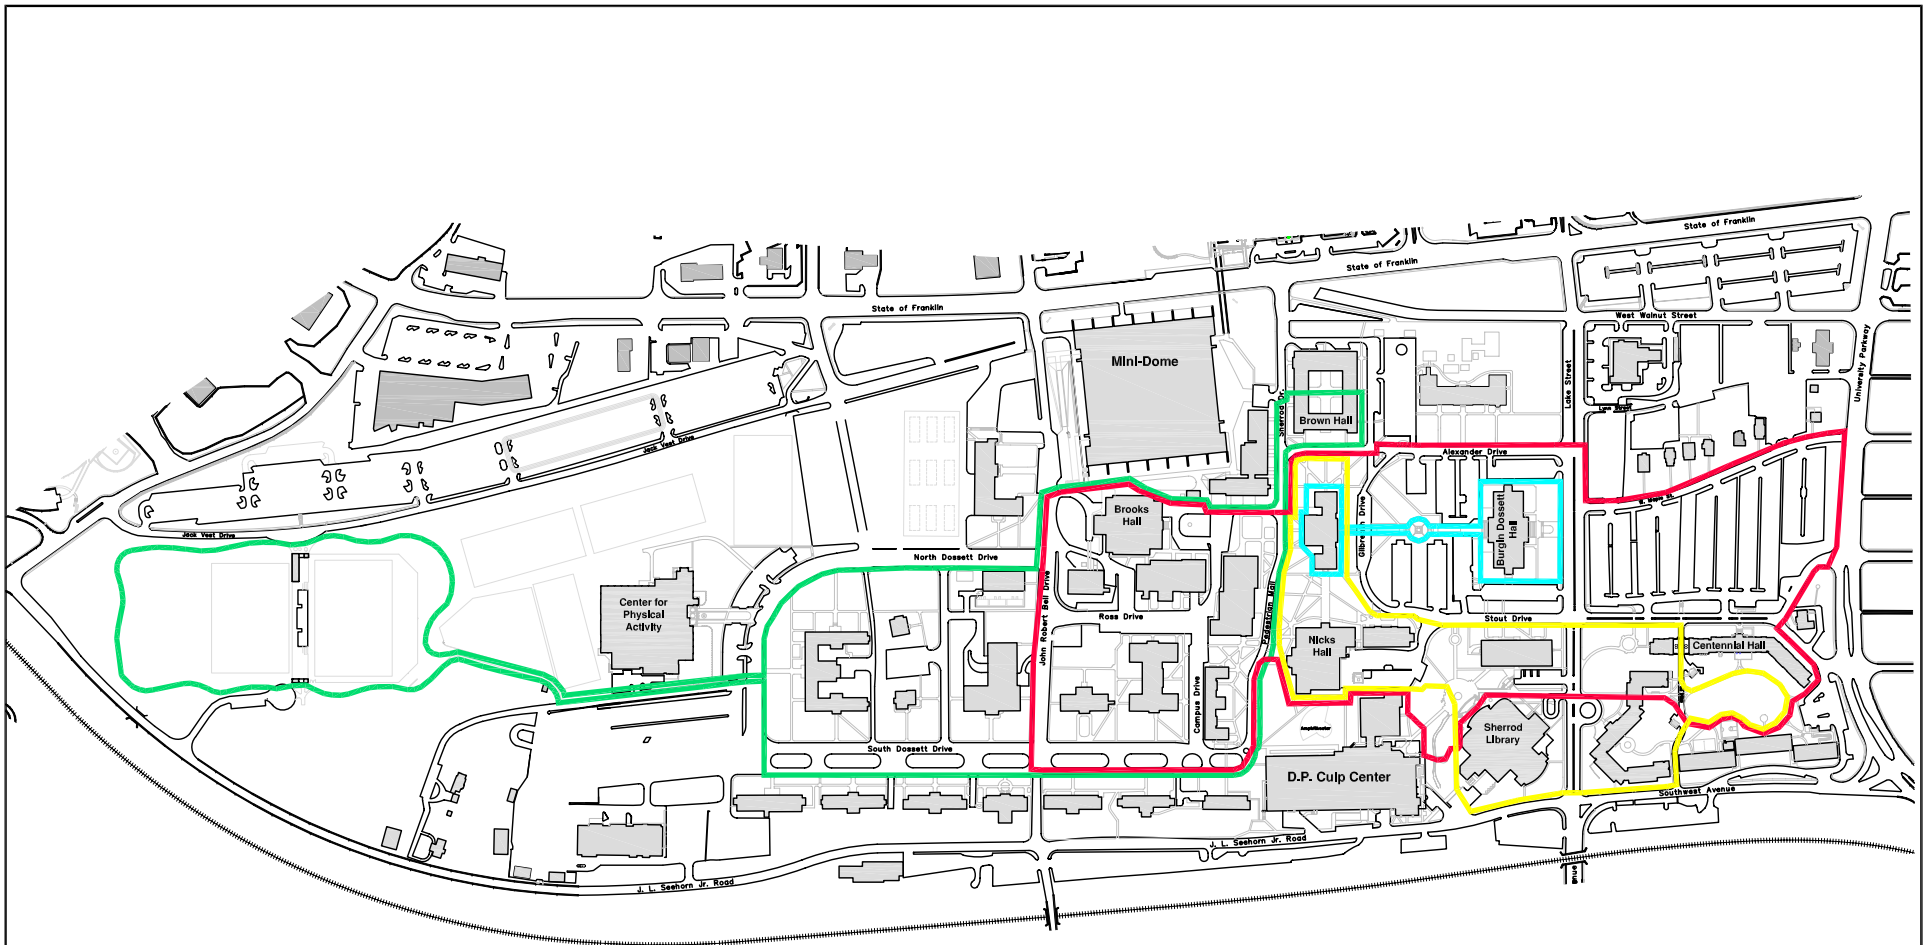 State of Franklin
State of Franklin
State of Franklin
West Walnut Street
University Parkway
Mini-Dome
Lake Street
Sherrod Dr.
Lynn Street
Brown Hall
Jack Vest Drive
Alexander Drive
Brooks
Hall
Burgin Dossett
Hall
Gilbreath Drive
Jack Vest Drive
North Dossett Drive
John Robert Bell Drive
Pedestrian Mall
Center for
Physical
Activity
Ross Drive
Stout Drive
Nicks
Hall
Centennial Hall
Campus Drive
Amphitheater
Sherrod
Library
South Dossett Drive
D.P. Culp Center
Southwest Avenue
J. L. Seehorn Jr. Road
J. L. Seehorn Jr. Road